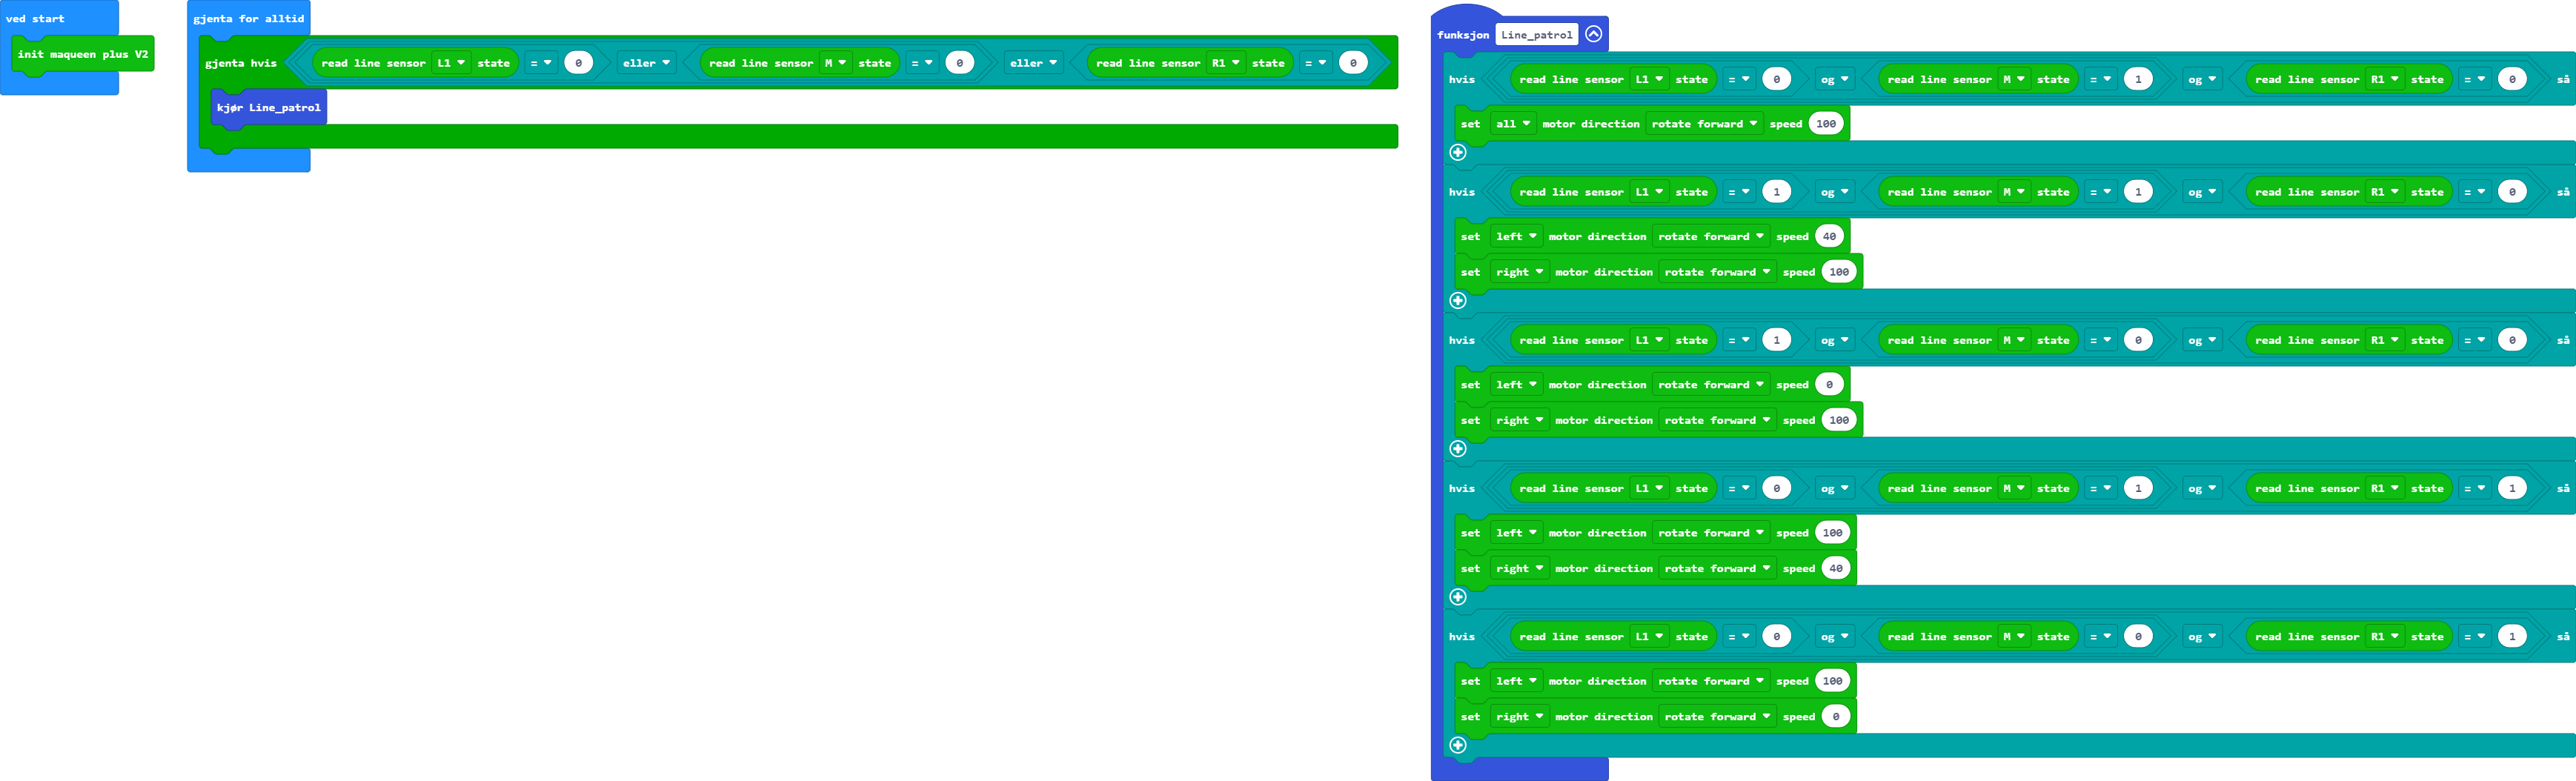 ved start
init maqueen plus V2
gjenta for alltid
gjenta hvis read line sensor L1 state = 0 eller read line sensor M state = 0 eller read line sensor R1 state = 0
kjør Line_patrol
funksjon Line_patrol
hvis read line sensor L1 state = 0 og read line sensor M state = 1 og read line sensor R1 state = 0 så
set all motor direction rotate forward speed 100
hvis read line sensor L1 state = 1 og read line sensor M state = 1 og read line sensor R1 state = 0 så
set left motor direction rotate forward speed 40
set right motor direction rotate forward speed 100
hvis read line sensor L1 state = 1 og read line sensor M state = 0 og read line sensor R1 state = 0 så
set left motor direction rotate forward speed 0
set right motor direction rotate forward speed 100
hvis read line sensor L1 state = 0 og read line sensor M state = 1 og read line sensor R1 state = 1 så
set left motor direction rotate forward speed 100
set right motor direction rotate forward speed 40
hvis read line sensor L1 state = 0 og read line sensor M state = 0 og read line sensor R1 state = 1 så
set left motor direction rotate forward speed 100
set right motor direction rotate forward speed 0